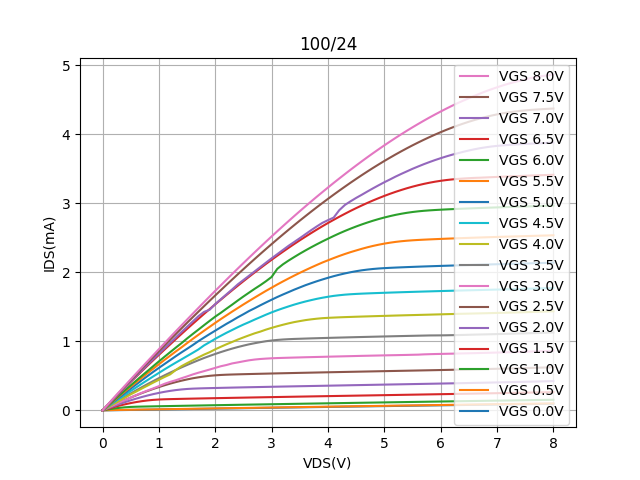 100/24
5
4
3
2
1
0
IDS(mA)
0 1 2 3 4 5 6 7 8
VDS(V)
VGS 8.0V
VGS 7.5V
VGS 7.0V
VGS 6.5V
VGS 6.0V
VGS 5.5V
VGS 5.0V
VGS 4.5V
VGS 4.0V
VGS 3.5V
VGS 3.0V
VGS 2.5V
VGS 2.0V
VGS 1.5V
VGS 1.0V
VGS 0.5V
VGS 0.0V